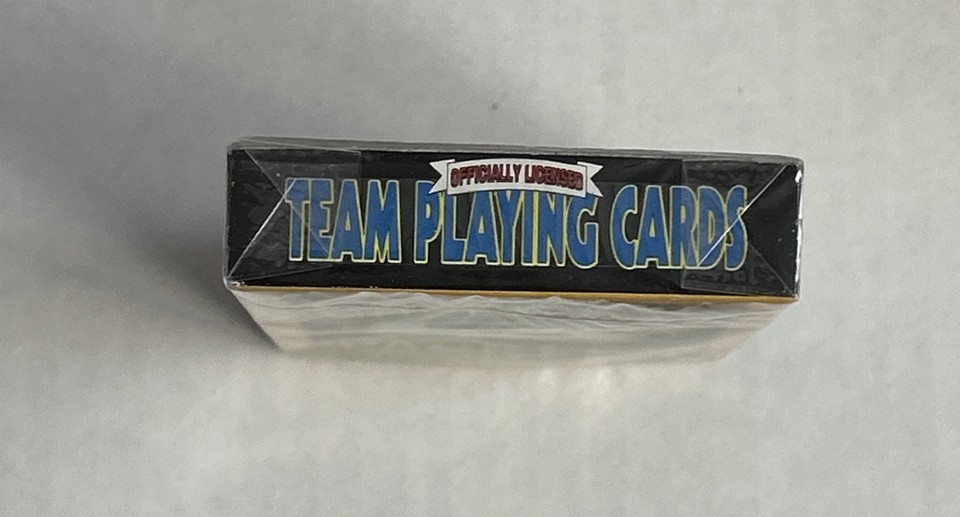 OFFICIALLY LICENSED
TEAM PLAYING CARDS